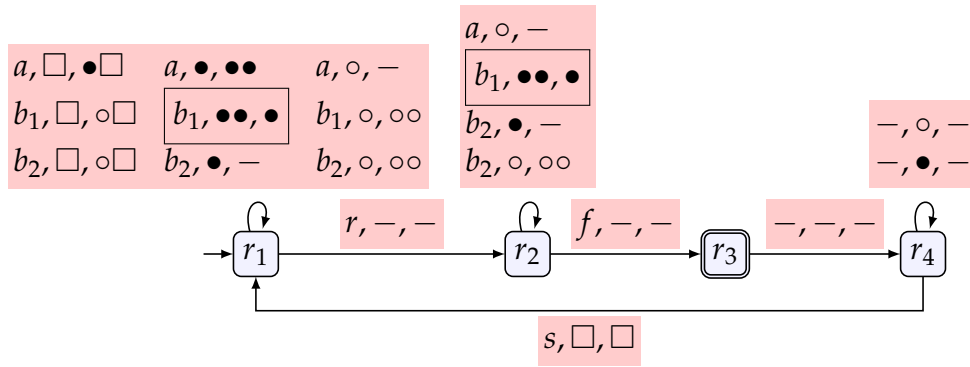 a, □, ●□ a, ●, ●● a, ○, −
b₁, □, ○□ b₁, ●●, ● b₁, ○, ○○
b₂, □, ○□ b₂, ●, − b₂, ○, ○○
a, ○, −
b₁, ●●, ●
b₂, ●, −
b₂, ○, ○○
−, ○, −
−, ●, −
r, −, −
f, −, −
−, −, −
r₁
r₂
r₃
r₄
s, □, □